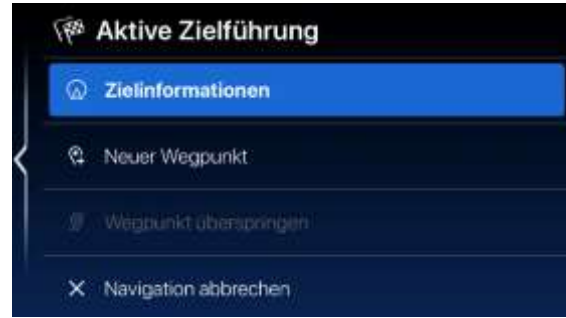 Aktive Zielführung
Zielinformationen
Neuer Wegpunkt
Wegpunkt überspringen
Navigation abbrechen